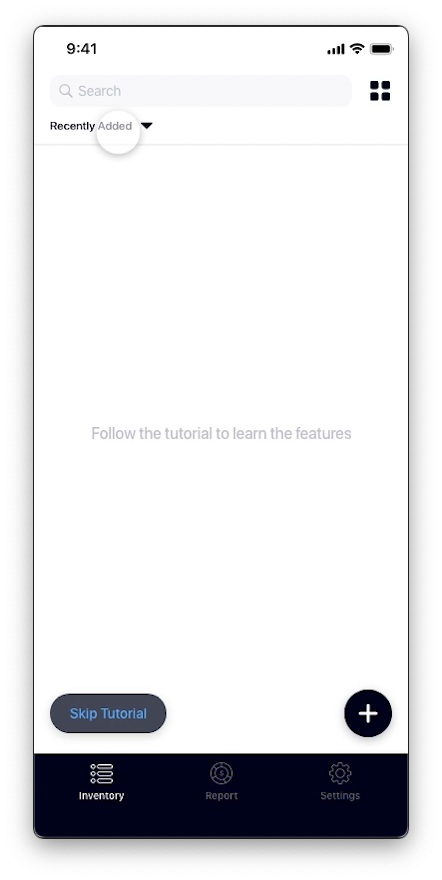 9:41
Search
Recently Added
Follow the tutorial to learn the features
Skip Tutorial
Inventory
Report
Settings